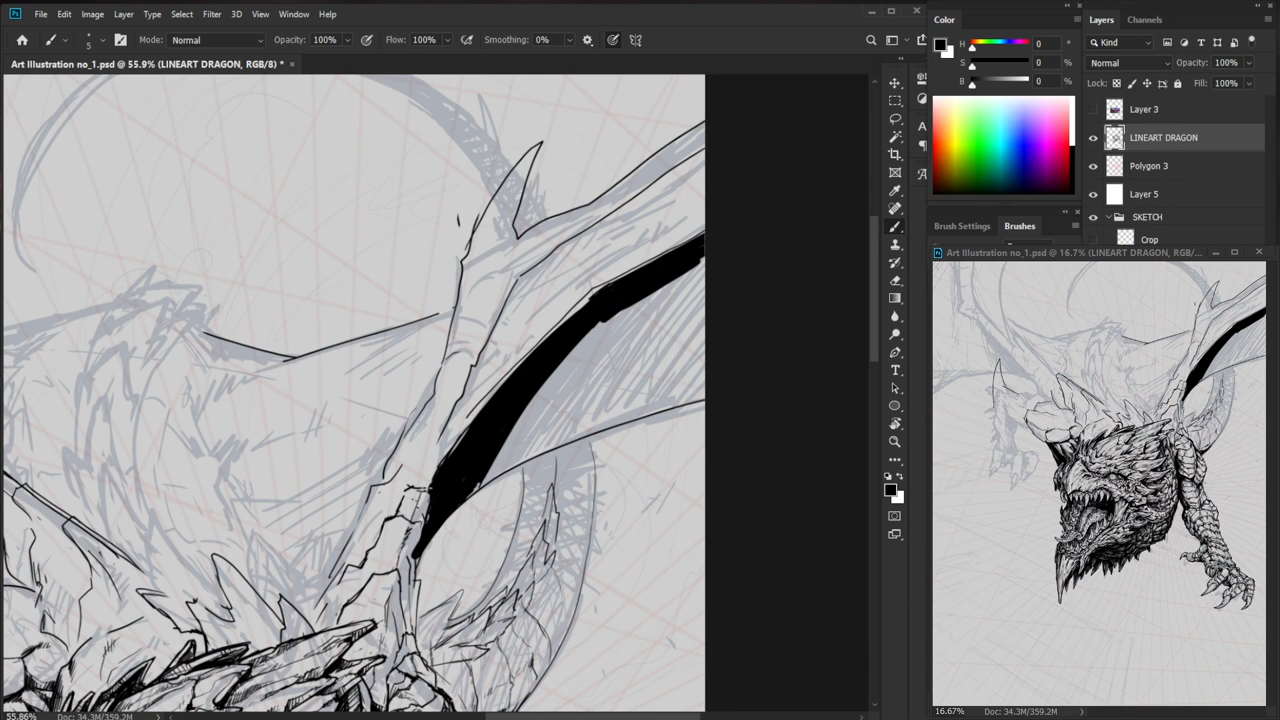 File Edit Image Layer Type Select Filter 3D View Window Help
5 Mode: Normal Opacity: 100% Flow: 100% Smoothing: 0%
Art Illustration no_1.psd @ 55.9% (LINEART DRAGON, RGB/8) *
55.86% Doc: 34.3M/359.2M
Color
H 0 °
S 0 %
B 0 %
Brush Settings Brushes
Layers Channels
Kind
Normal Opacity: 100%
Lock: Fill: 100%
Layer 3
LINEART DRAGON
Polygon 3
Layer 5
SKETCH
Crop
Art Illustration no_1.psd @ 16.7% (LINEART DRAGON, RGB/...
16.67% Doc: 34.3M/359.2M